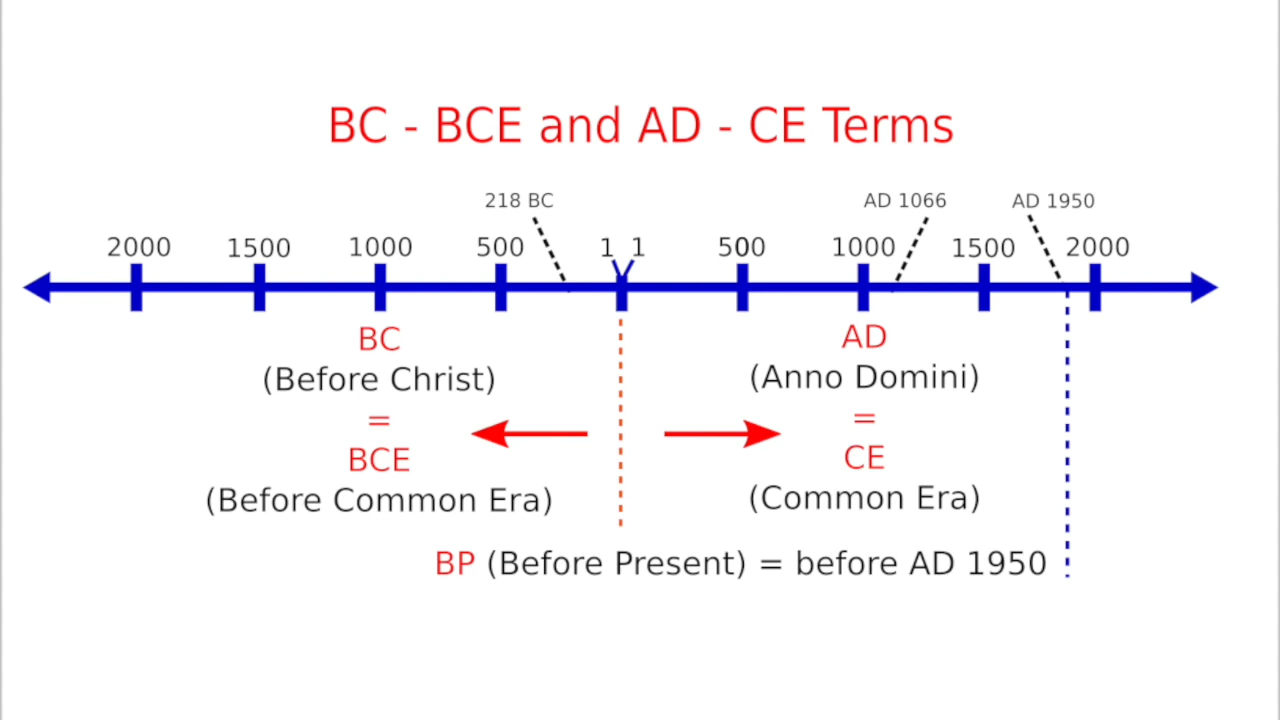 BC - BCE and AD - CE Terms
218 BC AD 1066 AD 1950
2000 1500 1000 500 1 1 500 1000 1500 2000
BC
(Before Christ)
=
BCE
(Before Common Era)
AD
(Anno Domini)
=
CE
(Common Era)
BP (Before Present) = before AD 1950